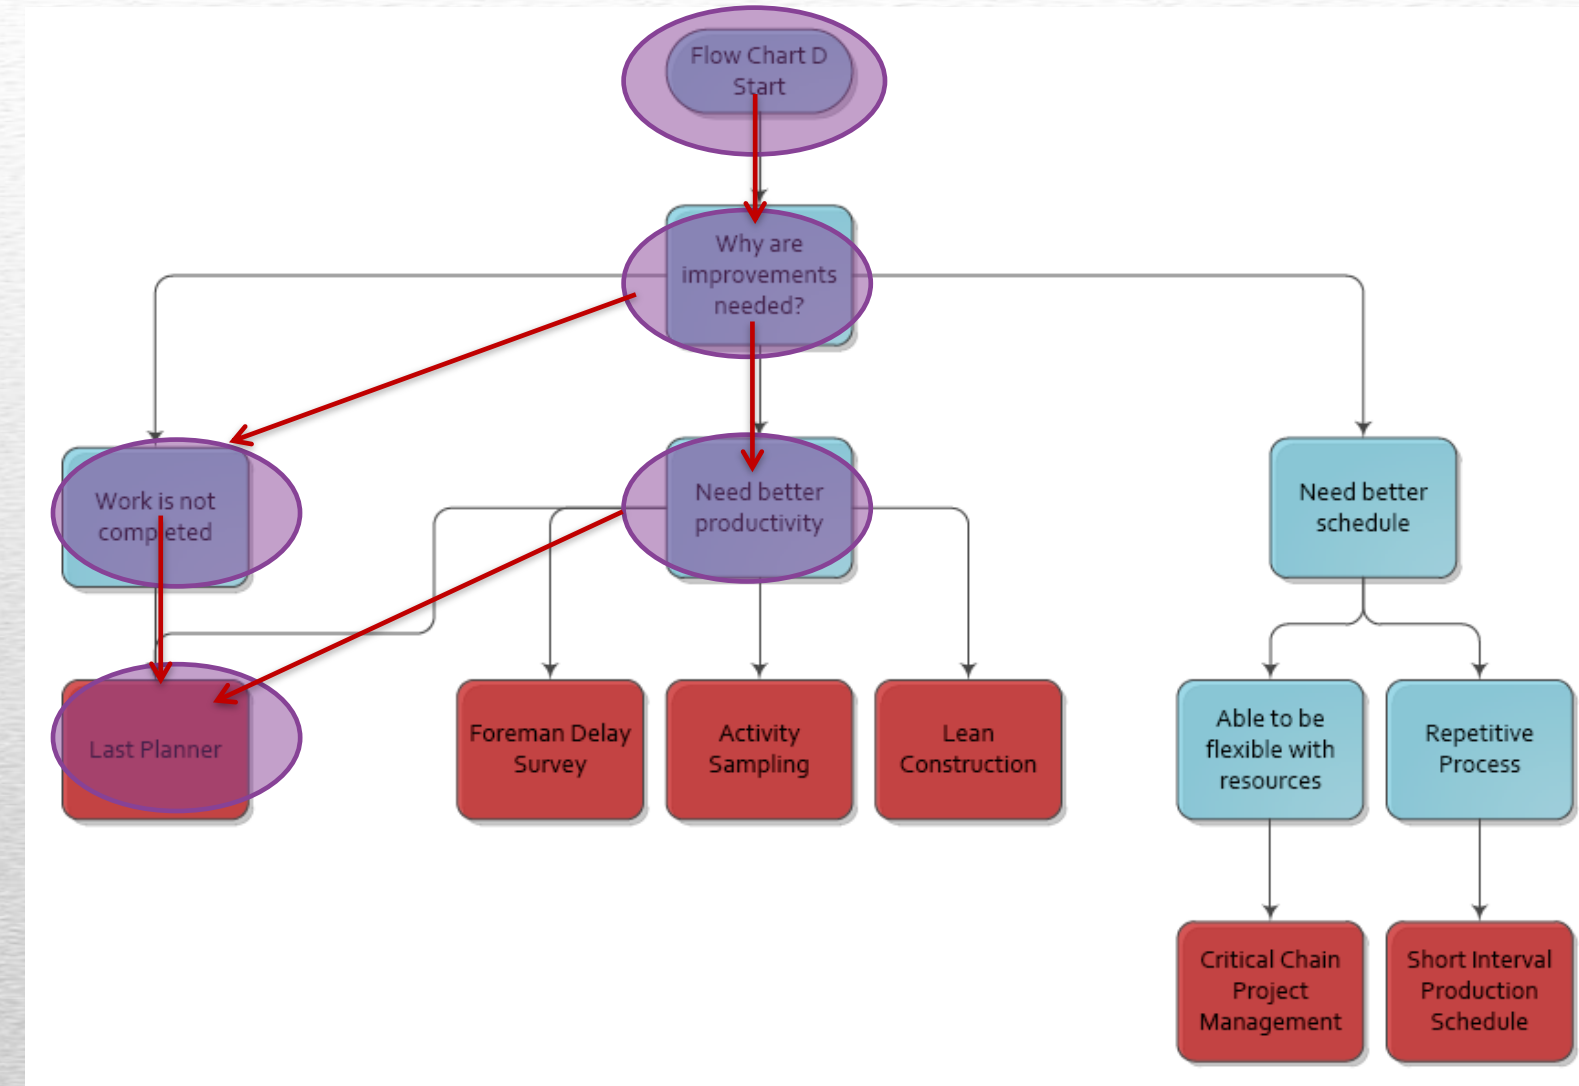 Flow Chart D
Start
Why are
improvements
needed?
Work is not
completed
Need better
productivity
Need better
schedule
Last Planner
Foreman Delay
Survey
Activity
Sampling
Lean
Construction
Able to be
flexible with
resources
Repetitive
Process
Critical Chain
Project
Management
Short Interval
Production
Schedule